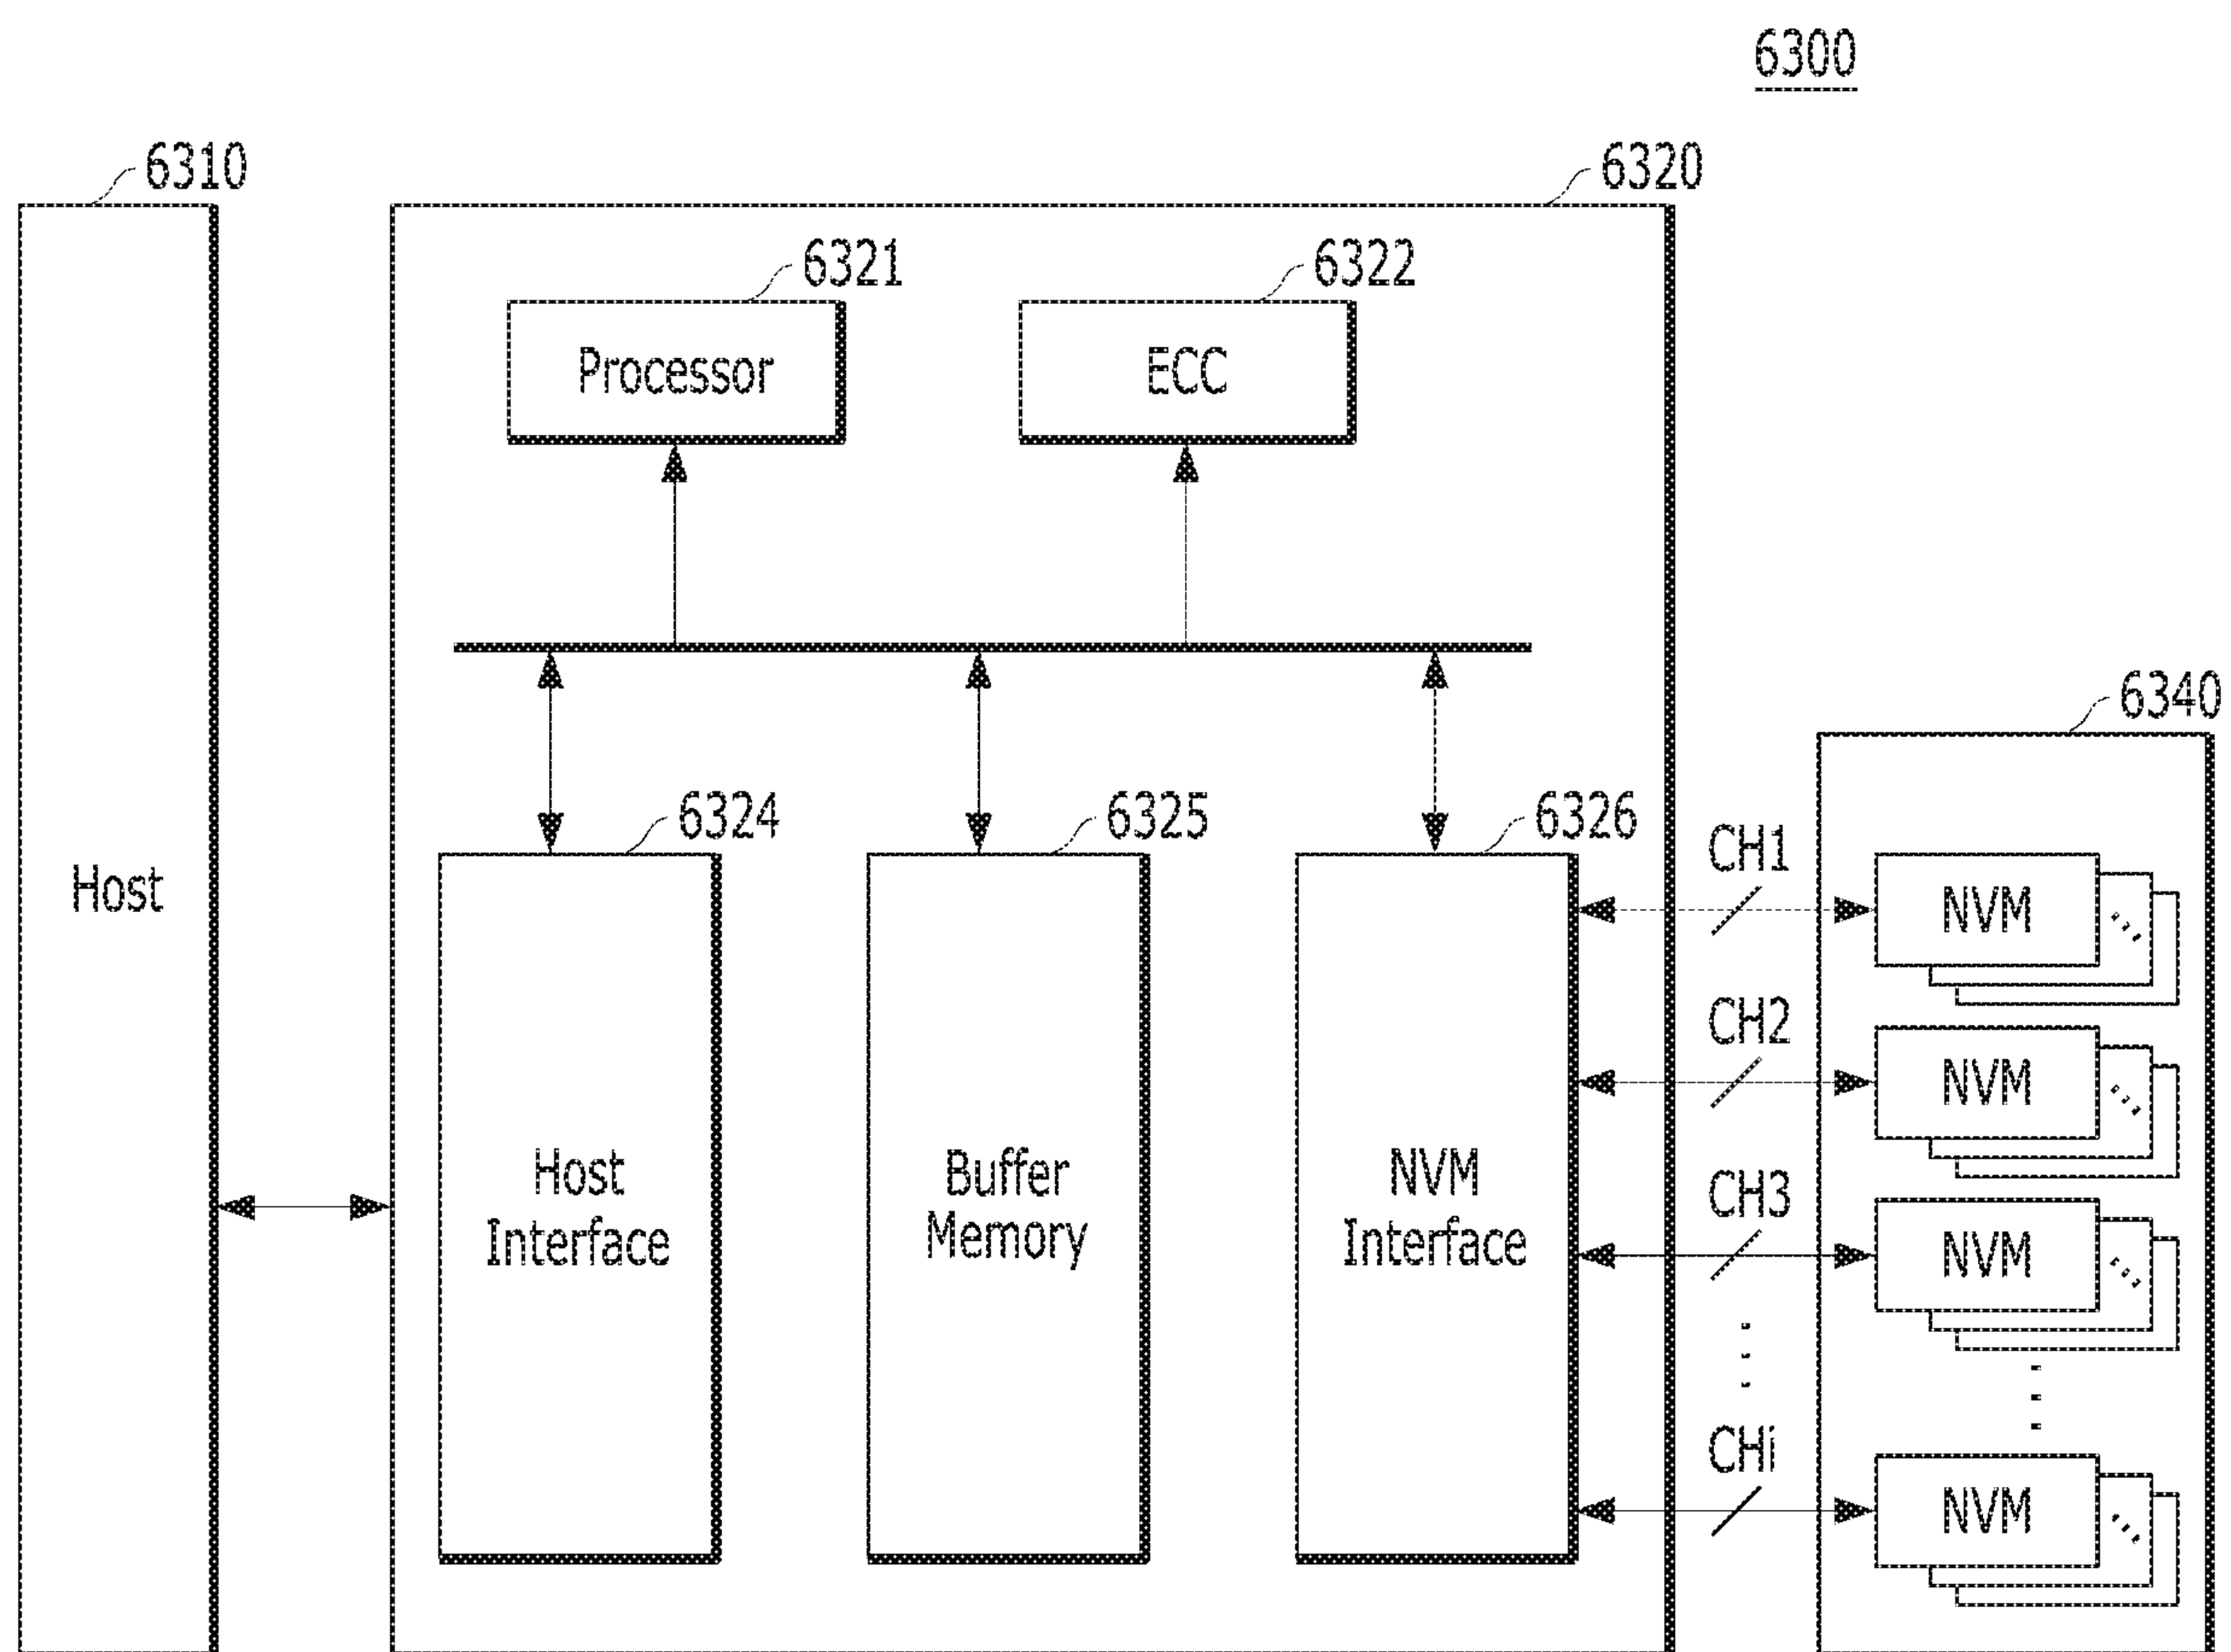 6300
6310
6320
6321
6322
Processor
ECC
6340
6324
6325
6326
CH1
Host
NVM
CH2
NVM
Host
Interface
Buffer
Memory
NVM
Interface
CH3
NVM
CHi
NVM